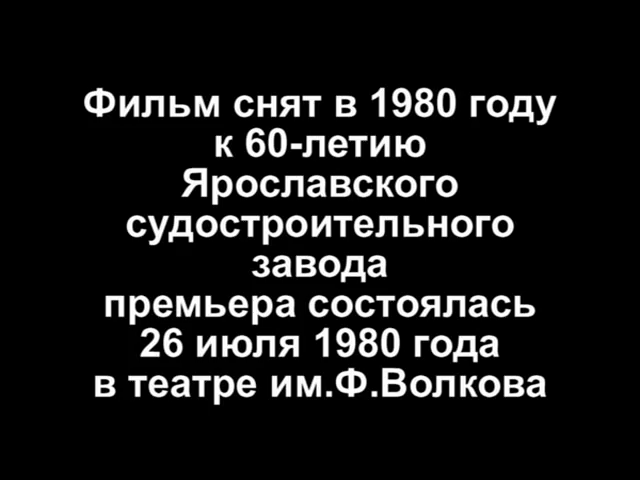 Фильм снят в 1980 году
к 60-летию
Ярославского
судостроительного
завода
премьера состоялась
26 июля 1980 года
в театре им.Ф.Волкова